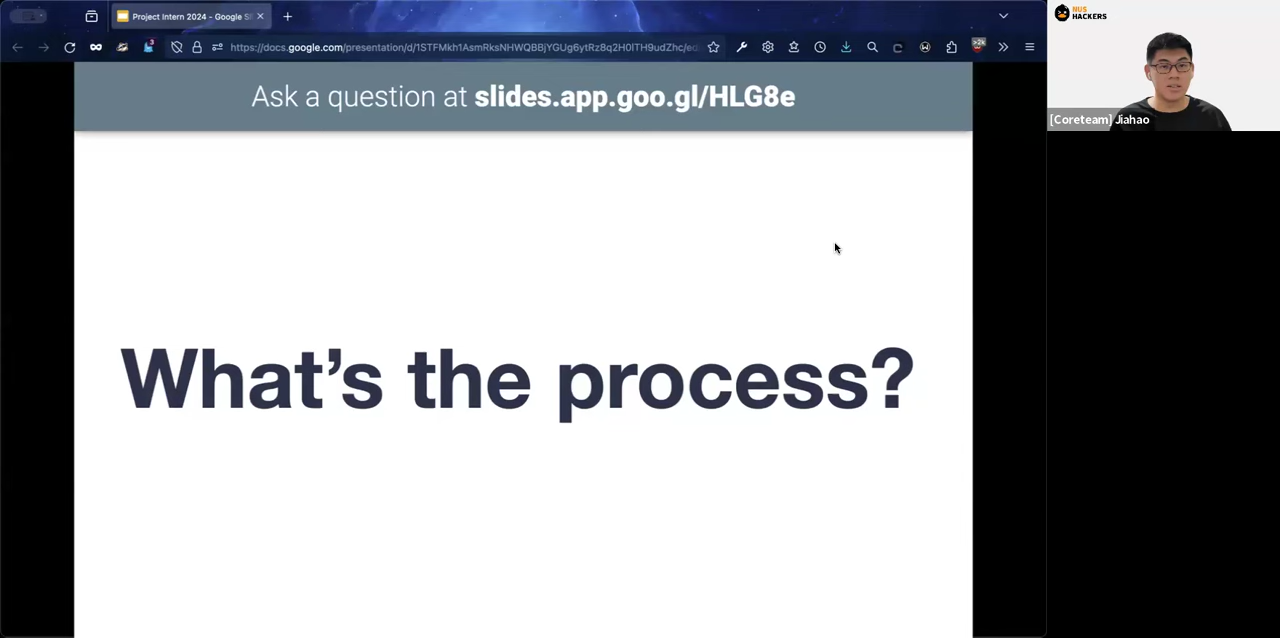 Project Intern 2024 - Google Sl
https://docs.google.com/presentation/d/1STFMkh1AsmRksNHWQBBjYGUg6ytRz8q2H0lTH9udZhc/ed
Ask a question at slides.app.goo.gl/HLG8e
What's the process?
NUS
HACKERS
[Coreteam] Jiahao